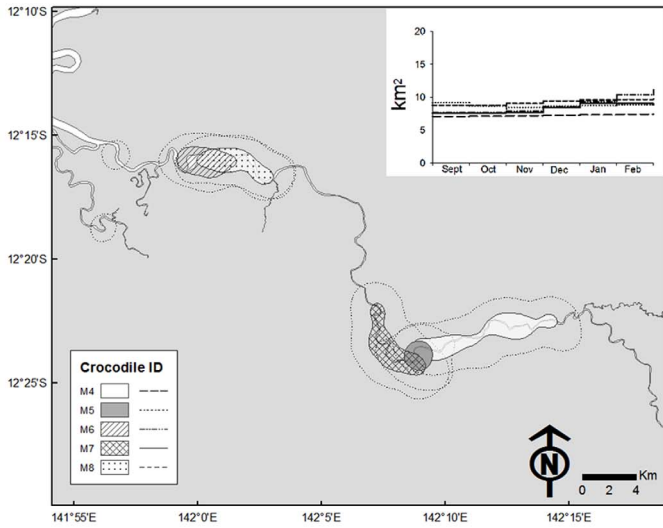 12°10'S
12°15'S
12°20'S
12°25'S
141°55'E 142°0'E 142°5'E 142°10'E 142°15'E
km²
20
15
10
5
0
Sept Oct Nov Dec Jan Feb
Crocodile ID
M4
M5
M6
M7
M8
N
Km
0 2 4